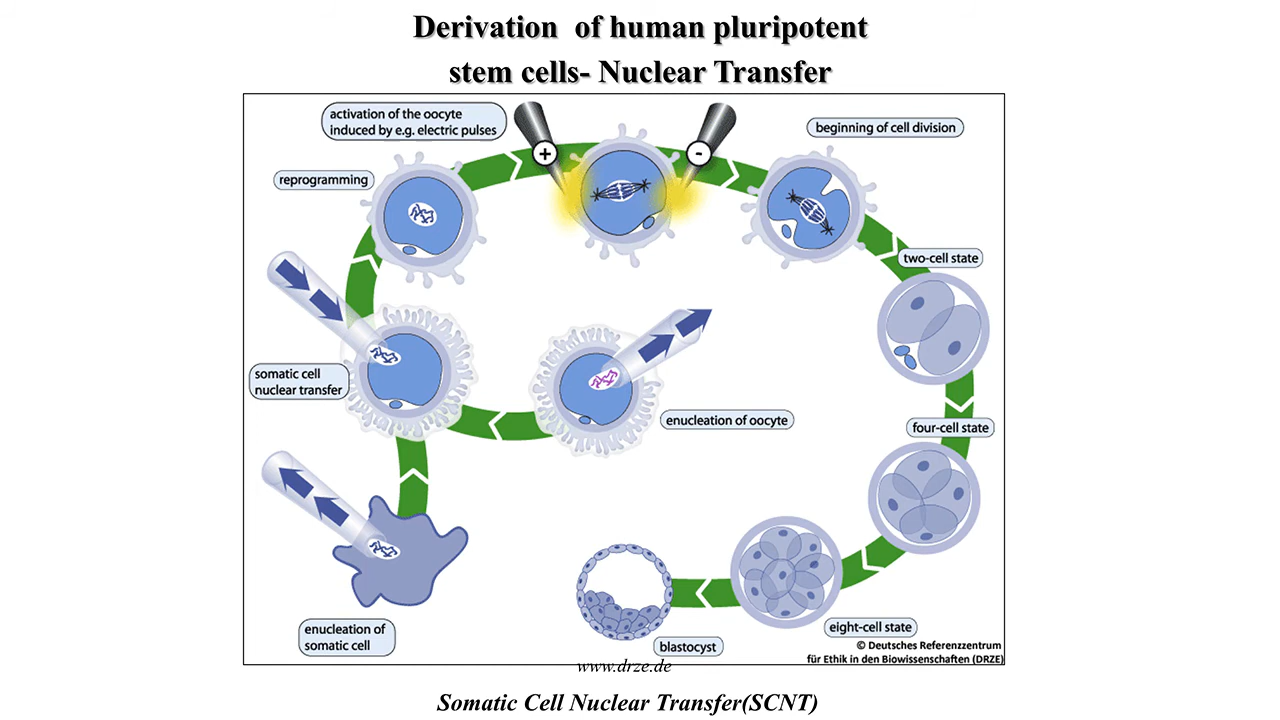 Derivation  of human pluripotent
stem cells- Nuclear Transfer
activation of the oocyte
induced by e.g. electric pulses
+
-
beginning of cell division
reprogramming
two-cell state
somatic cell
nuclear transfer
enucleation of oocyte
four-cell state
enucleation of
somatic cell
eight-cell state
blastocyst
© Deutsches Referenzzentrum
für Ethik in den Biowissenschaften (DRZE)
www.drze.de
Somatic Cell Nuclear Transfer(SCNT)